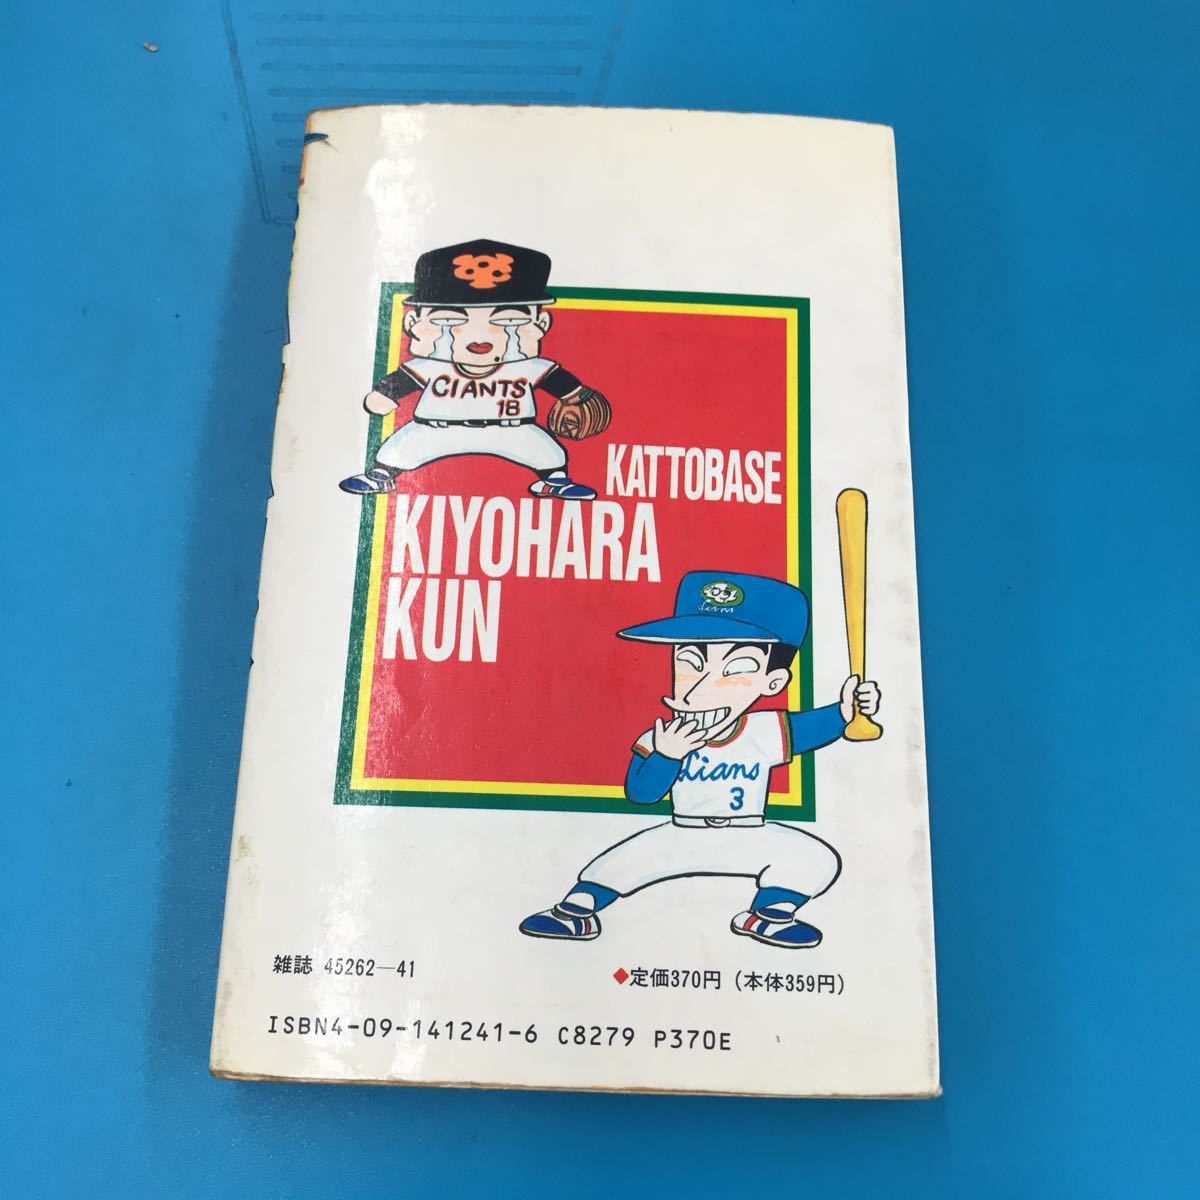 CIANTS
18
KATTOBASE
KIYOHARA
KUN
Lians
3
雑誌 45262—41
◆定価370円（本体359円）
ISBN4-09-141241-6 C8279 P370E